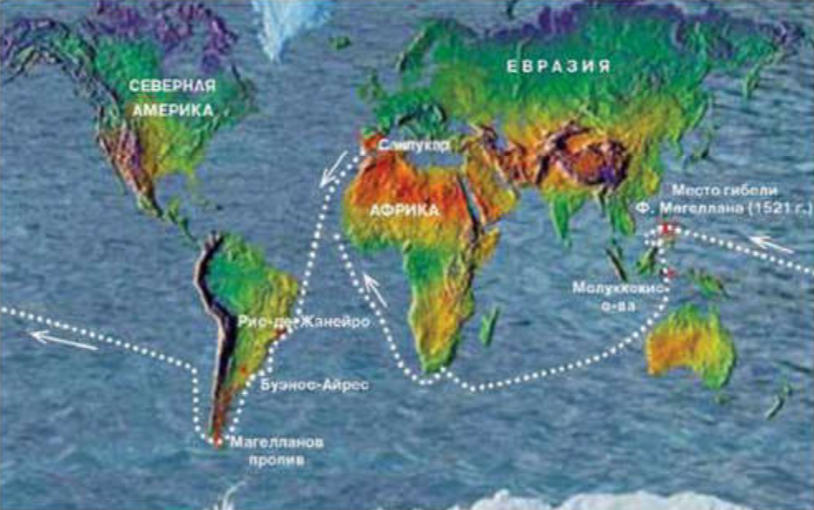 СЕВЕРНАЯ
АМЕРИКА
ЕВРАЗИЯ
Санлукар
АФРИКА
Место гибели
Ф. Магеллана (1521 г.)
Молуккские
о-ва
Рио-де-Жанейро
Буэнос-Айрес
Магелланов
пролив